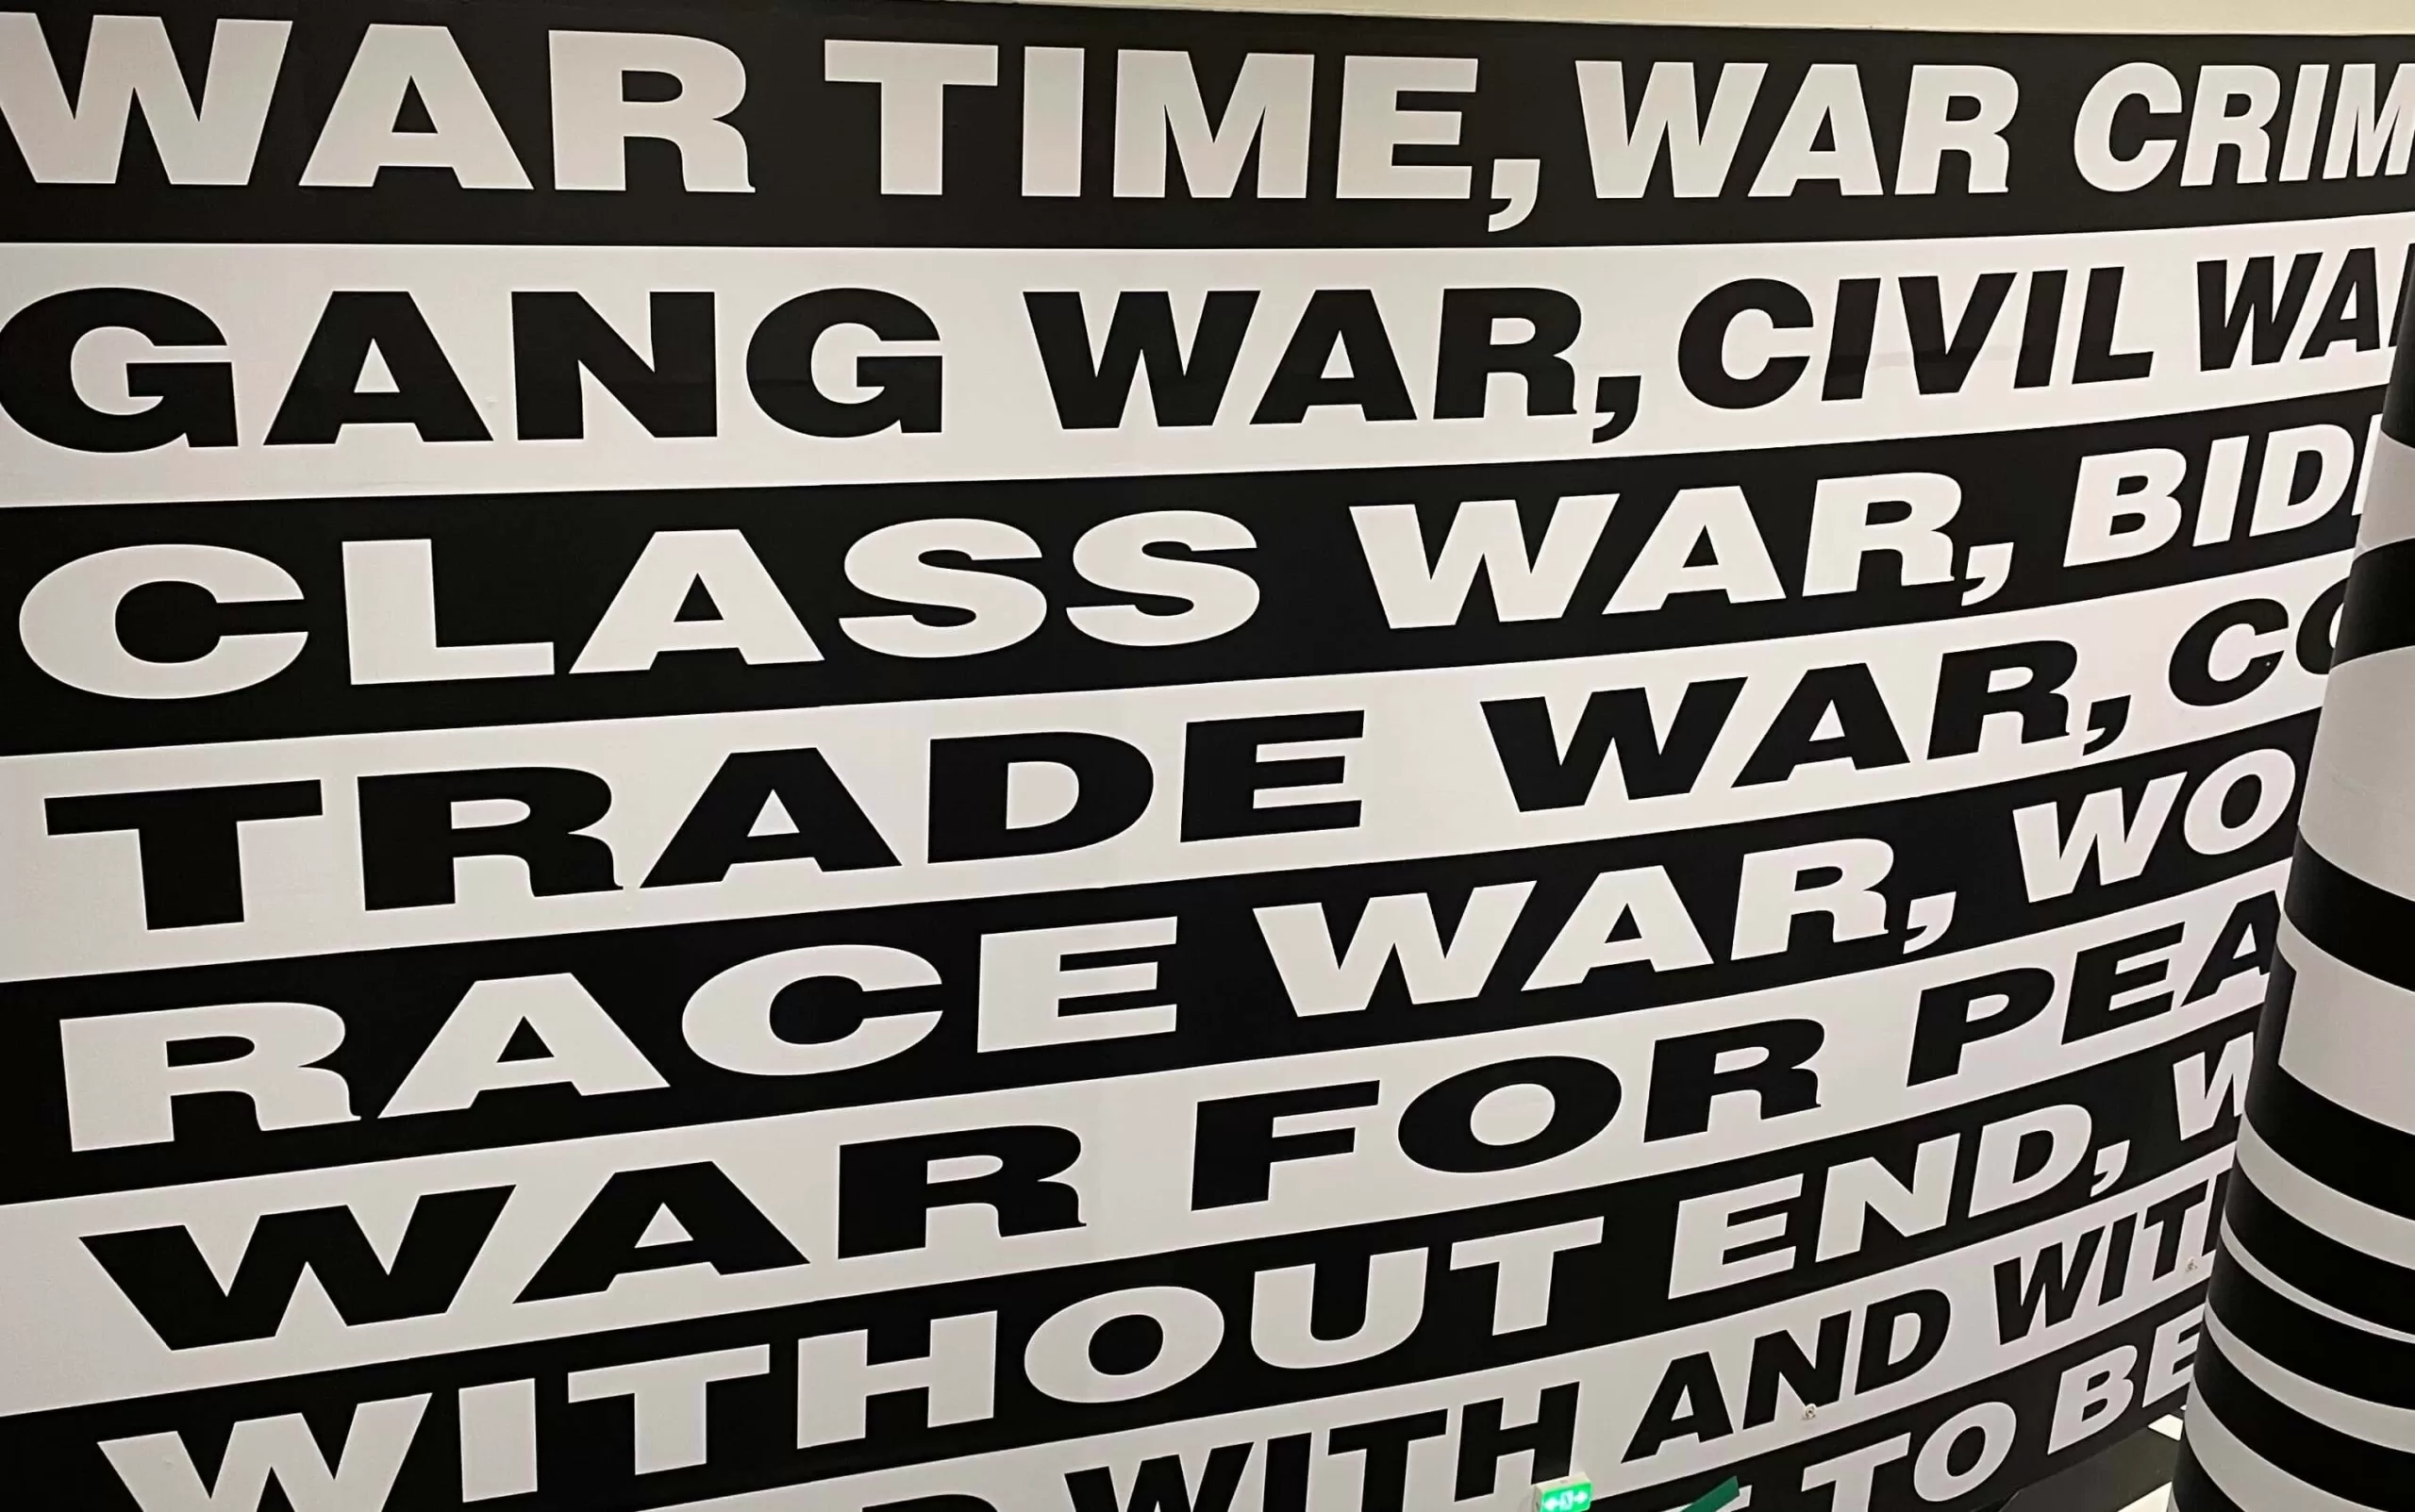 WAR TIME, WAR CRIM
GANG WAR, CIVIL WA
CLASS WAR, BID
TRADE WAR, CO
RACE WAR, WO
WAR FOR PEA
WITHOUT END, W
WITH AND WIT
TO BE